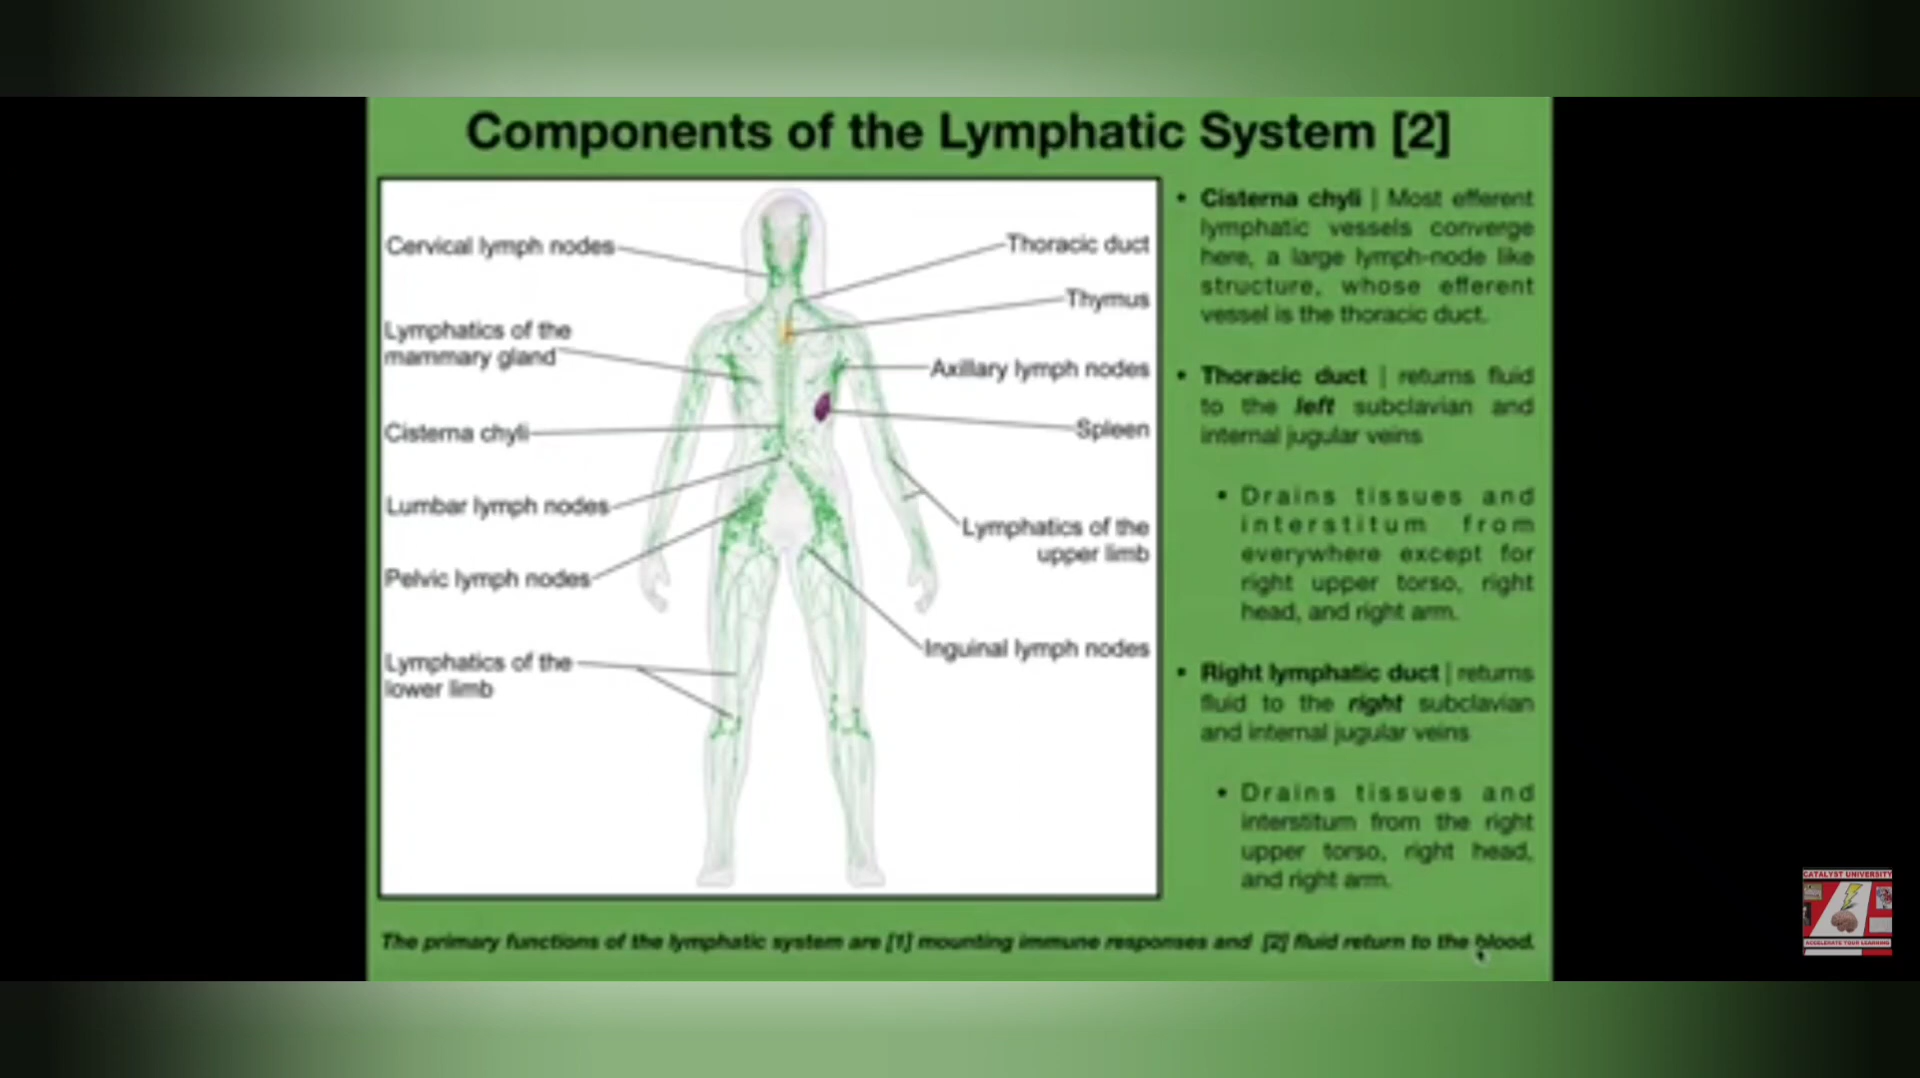 Components of the Lymphatic System [2]
Cervical lymph nodes
Lymphatics of the
mammary gland
Cisterna chyli
Lumbar lymph nodes
Pelvic lymph nodes
Lymphatics of the
lower limb
Thoracic duct
Thymus
Axillary lymph nodes
Spleen
Lymphatics of the
upper limb
Inguinal lymph nodes
• Cisterna chyli | Most efferent
lymphatic vessels converge
here, a large lymph-node like
structure, whose efferent
vessel is the thoracic duct.
• Thoracic duct | returns fluid
to the left subclavian and
internal jugular veins
• Drains tissues and
interstitum from
everywhere except for
right upper torso, right
head, and right arm.
• Right lymphatic duct | returns
fluid to the right subclavian
and internal jugular veins
• Drains tissues and
interstitum from the right
upper torso, right head,
and right arm.
The primary functions of the lymphatic system are [1] mounting immune responses and [2] fluid return to the blood.
CATALYST UNIVERSITY
ACCELERATE YOUR LEARNING